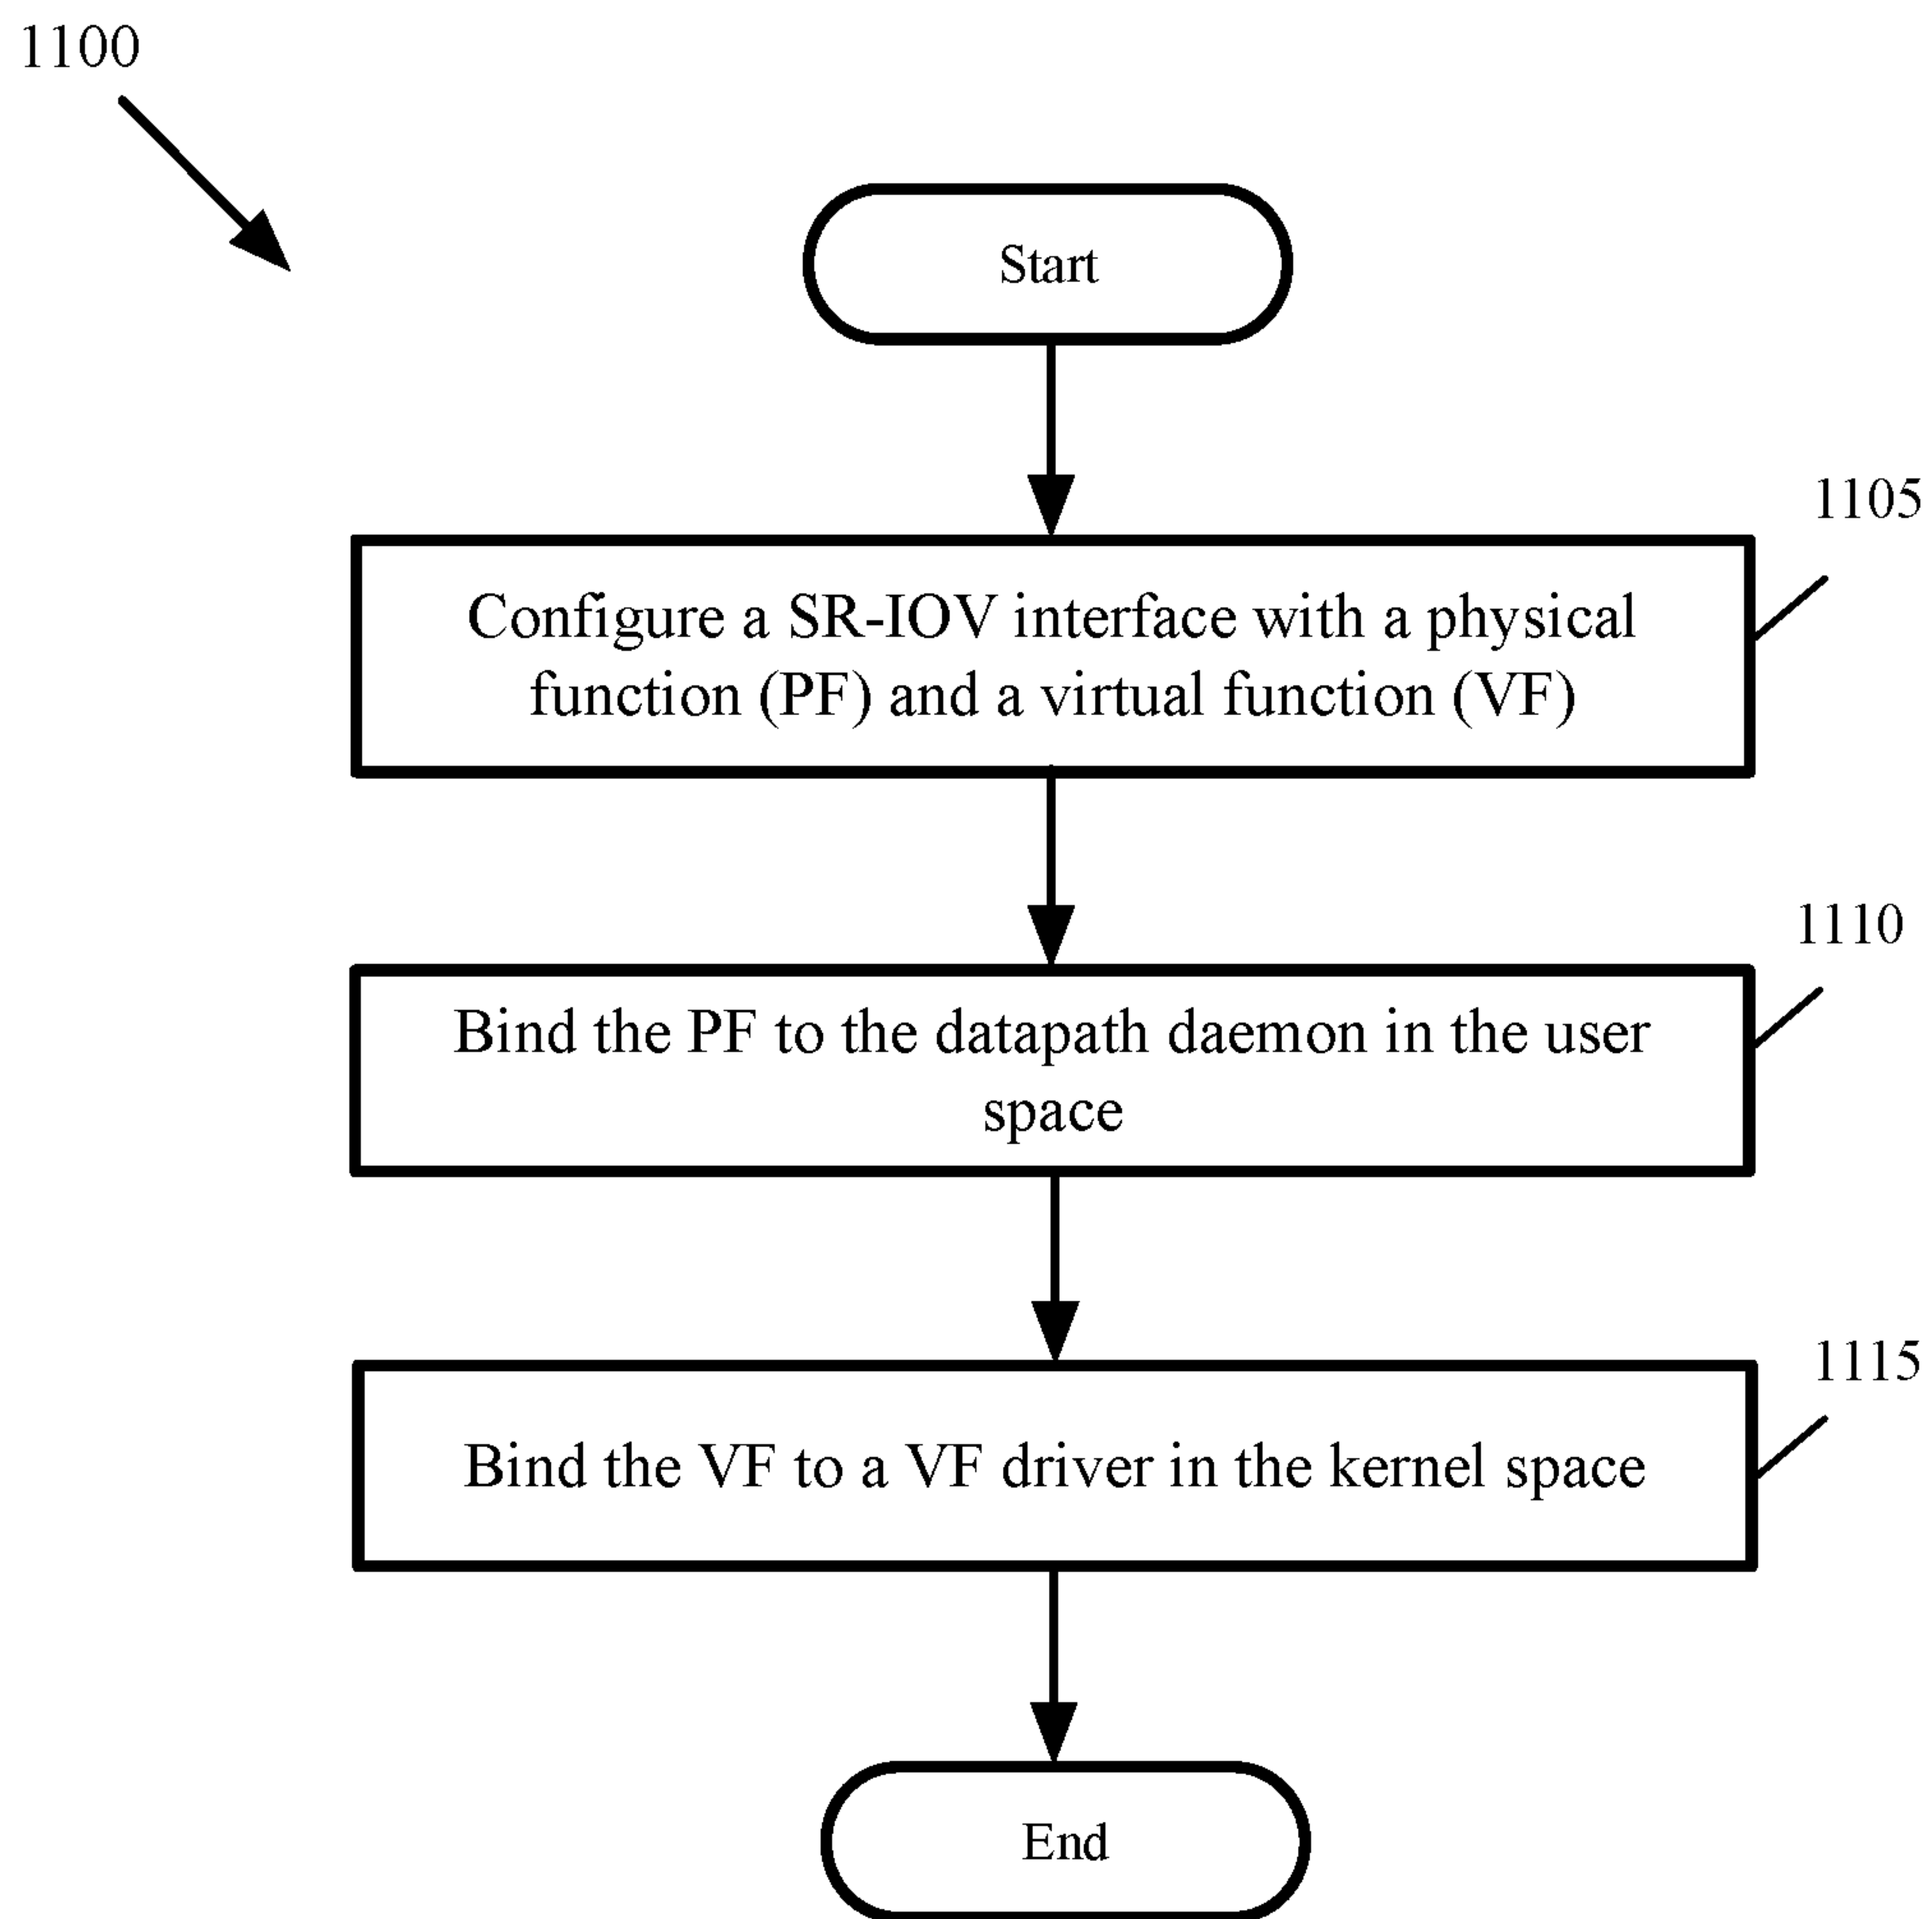 1100
Start
1105
Configure a SR-IOV interface with a physical
function (PF) and a virtual function (VF)
1110
Bind the PF to the datapath daemon in the user
space
1115
Bind the VF to a VF driver in the kernel space
End